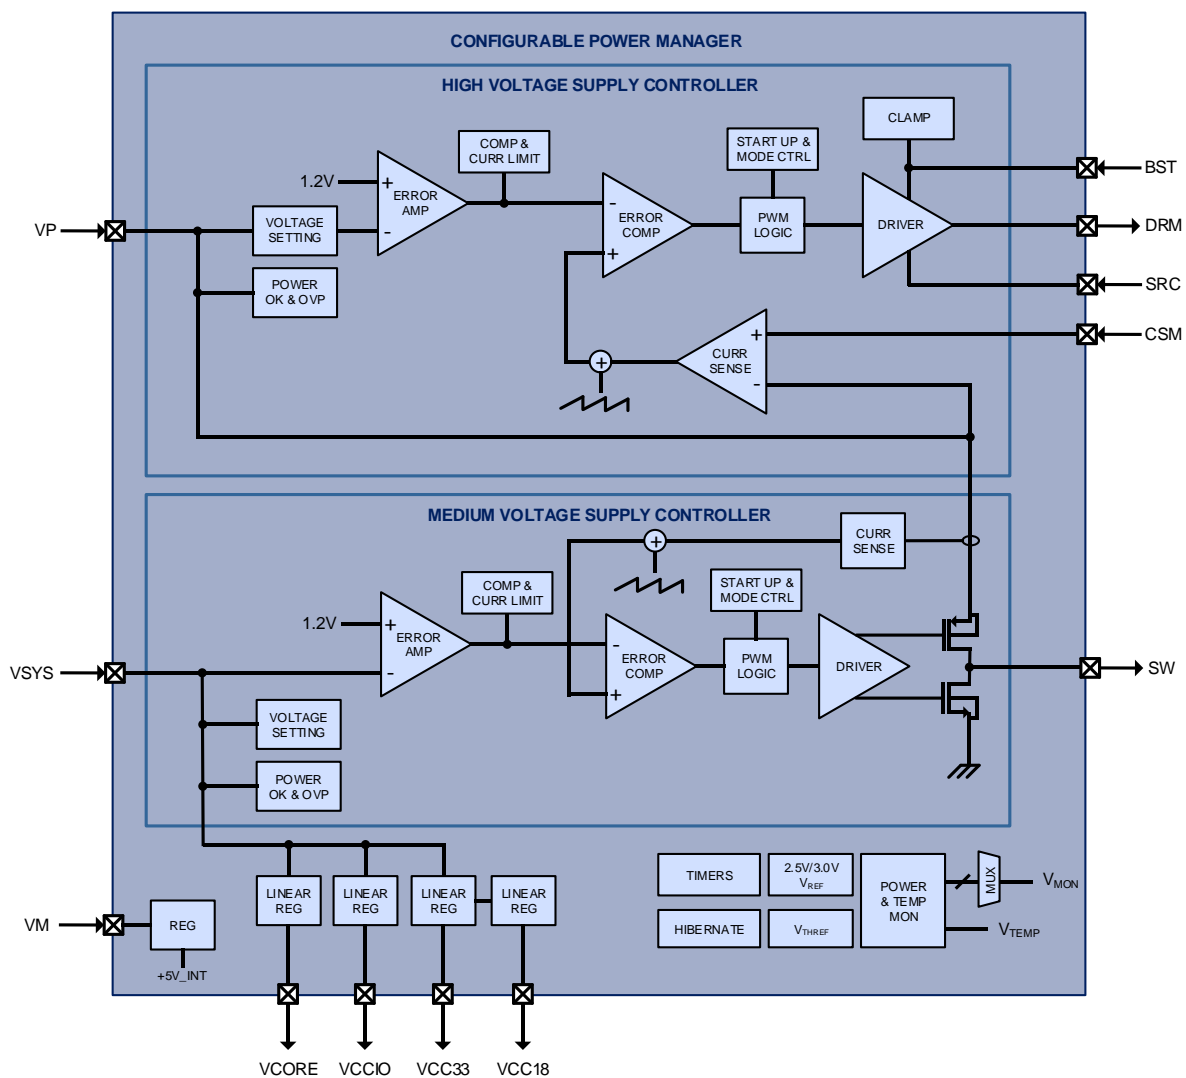 CONFIGURABLE POWER MANAGER
HIGH VOLTAGE SUPPLY CONTROLLER
CLAMP
COMP &
CURR LIMIT
START UP &
MODE CTRL
BST
1.2V
+
ERROR
AMP
-
-
ERROR
COMP
+
PWM
LOGIC
DRIVER
DRM
VP
VOLTAGE
SETTING
POWER
OK & OVP
SRC
CSM
+
CURR
SENSE
-
+
MEDIUM VOLTAGE SUPPLY CONTROLLER
+
CURR
SENSE
COMP &
CURR LIMIT
START UP &
MODE CTRL
1.2V
+
ERROR
AMP
-
-
ERROR
COMP
+
PWM
LOGIC
DRIVER
SW
VSYS
VOLTAGE
SETTING
POWER
OK & OVP
LINEAR
REG
LINEAR
REG
LINEAR
REG
LINEAR
REG
TIMERS
2.5V/3.0V
VREF
POWER
& TEMP
MON
MUX
VMON
HIBERNATE
VTHREF
VTEMP
VM
REG
+5V_INT
VCORE
VCCIO
VCC33
VCC18